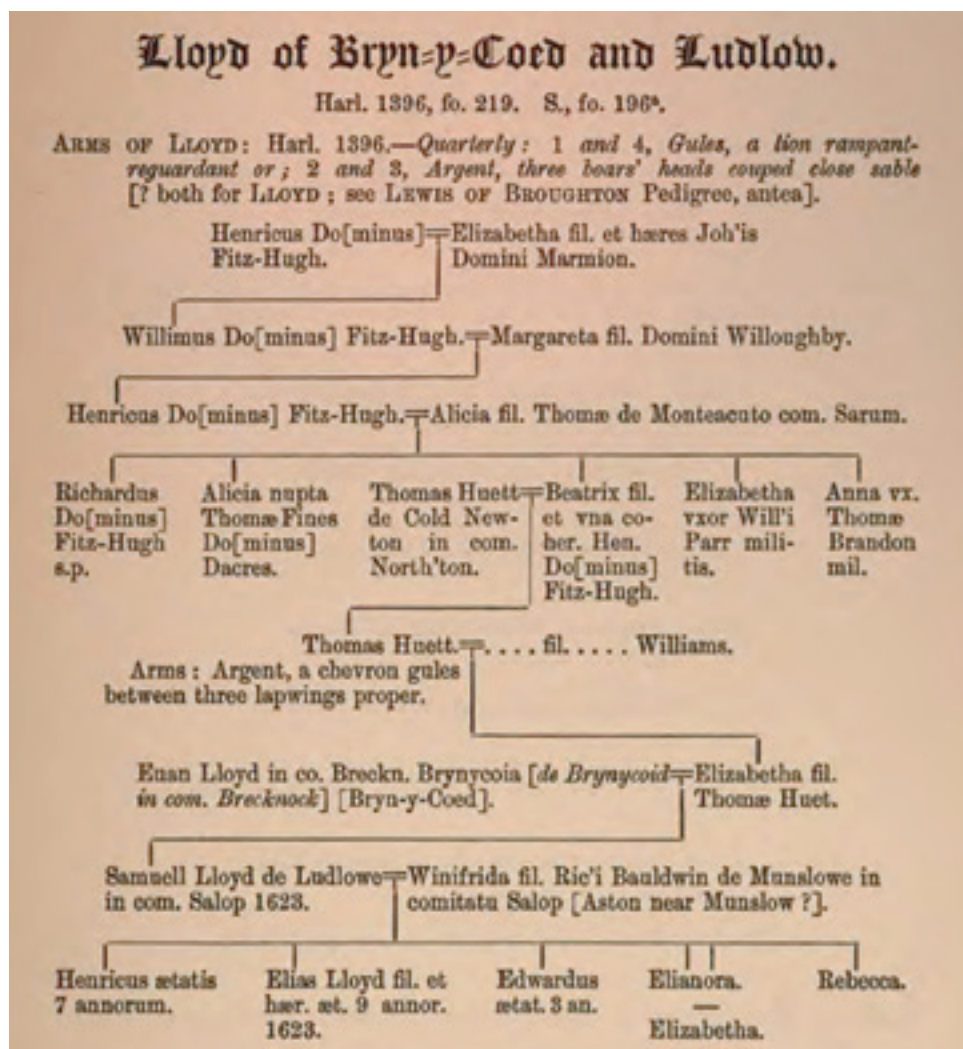 Lloyd of Bryn-y-Coed and Ludlow.
Harl. 1396, fo. 219. S., fo. 196ª.
ARMS OF LLOYD: Harl. 1396.—Quarterly: 1 and 4, Gules, a lion rampant-
reguardant or; 2 and 3, Argent, three boars' heads couped close sable
[? both for LLOYD; see LEWIS OF BROUGHTON Pedigree, antea].
Henricus Do[minus]
Fitz-Hugh.
Elizabetha fil. et hæres Joh'is
Domini Marmion.
Willimus Do[minus] Fitz-Hugh.
Margareta fil. Domini Willoughby.
Henricus Do[minus] Fitz-Hugh.
Alicia fil. Thomæ de Monteacuto com. Sarum.
Richardus
Do[minus]
Fitz-Hugh
s.p.
Alicia nupta
Thomæ Fines
Do[minus]
Dacres.
Thomas Huett
de Cold New-
ton in com.
North'ton.
Beatrix fil.
et vna co-
her. Hen.
Do[minus]
Fitz-Hugh.
Elizabetha
vxor Will'i
Parr mili-
tis.
Anna vx.
Thomæ
Brandon
mil.
Thomas Huett.
.... fil. .... Williams.
Arms: Argent, a chevron gules
between three lapwings proper.
Euan Lloyd in co. Breckn. Brynycoia [de Brynycoid
in com. Brecknock] [Bryn-y-Coed].
Elizabetha fil.
Thomæ Huet.
Samuell Lloyd de Ludlowe
in com. Salop 1623.
Winifrida fil. Ric'i Bauldwin de Munslowe in
comitatu Salop [Aston near Munslow ?].
Henricus ætatis
7 annorum.
Elias Lloyd fil. et
hær. æt. 9 annor.
1623.
Edwardus
ætat. 3 an.
Elianora.
—
Elizabetha.
Rebecca.